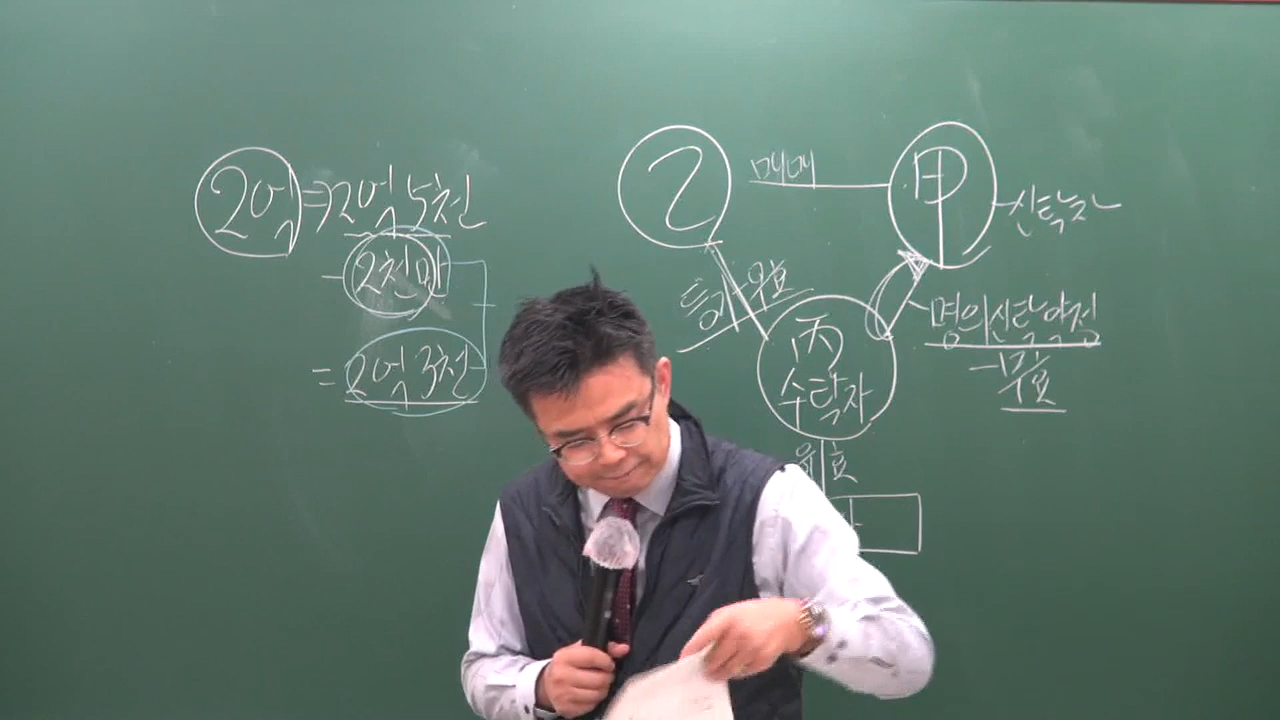 2억 ⇒ 2억 5천
- 2천만
= 2억 3천
乙 매매 甲 신탁자
등기 무효
명의신탁약정
무효
丙
수탁자
유효